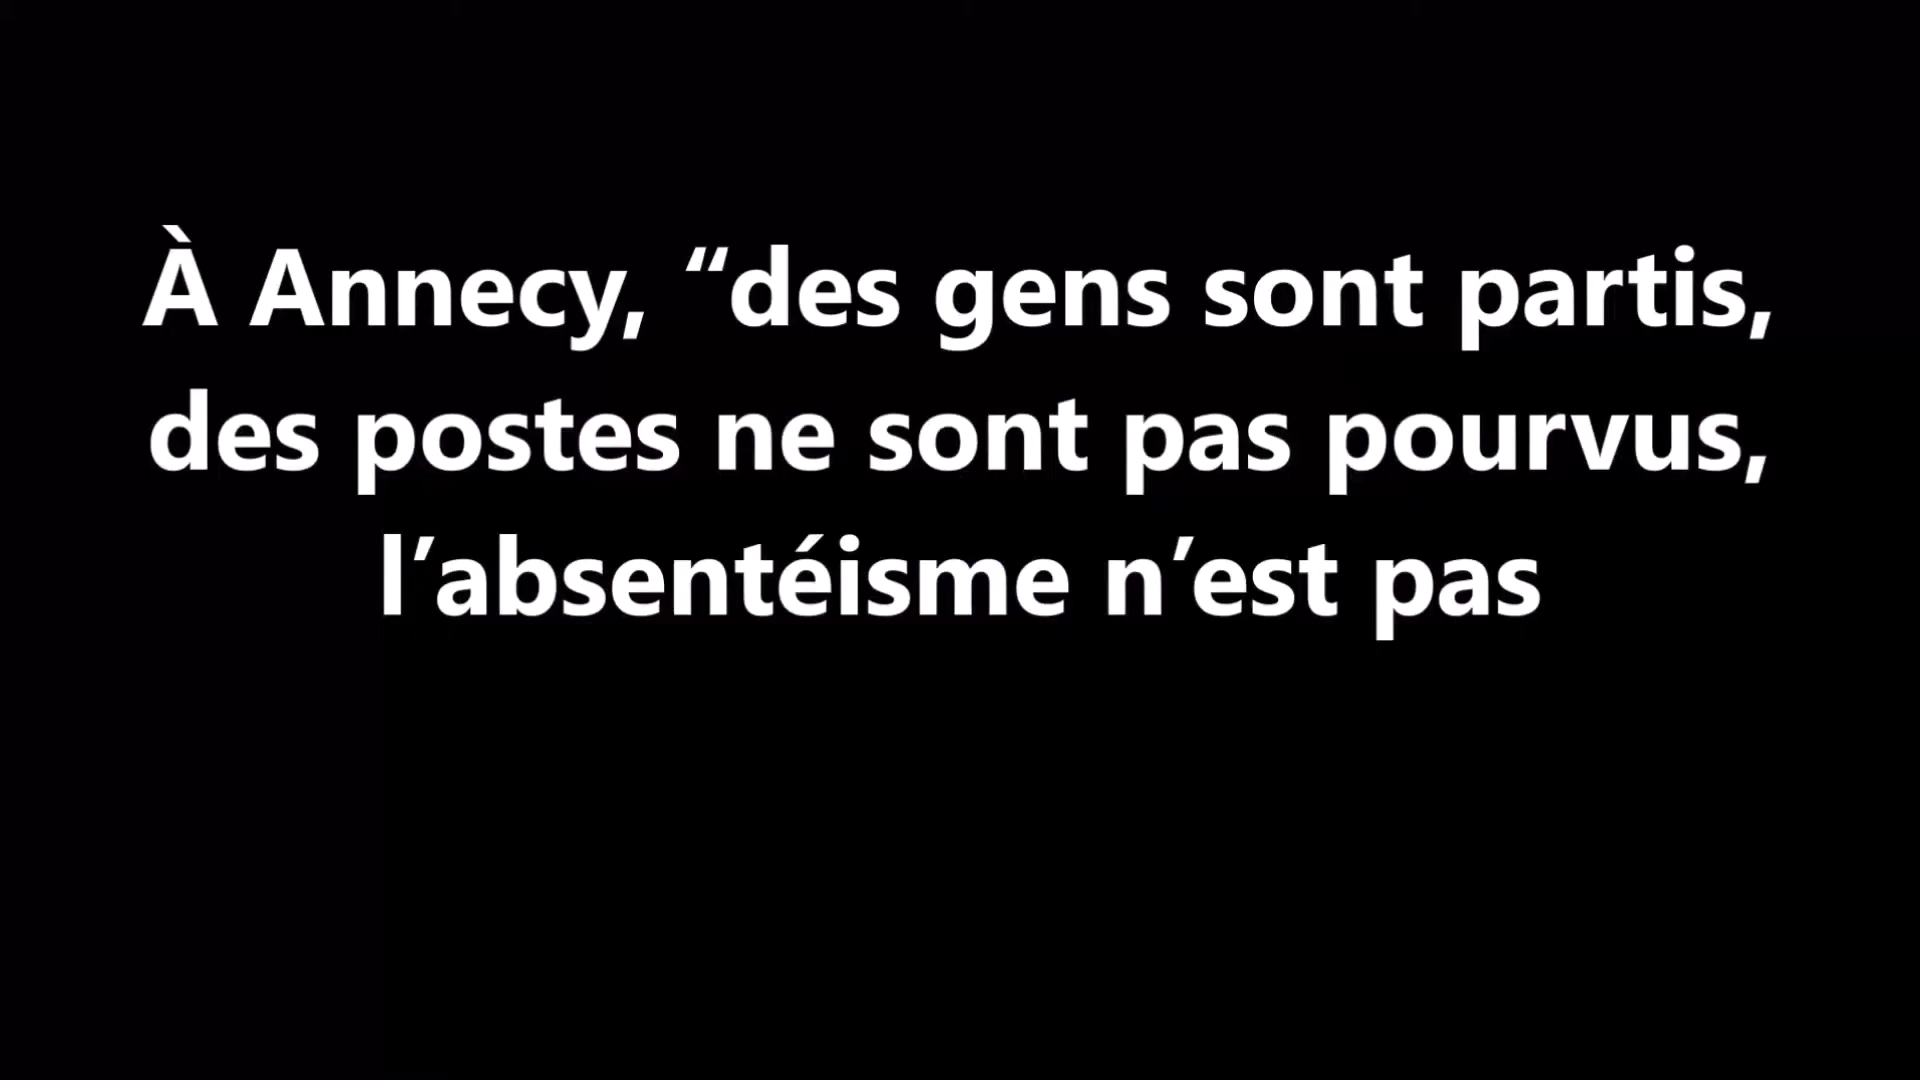 À Annecy, “des gens sont partis,
des postes ne sont pas pourvus,
l’absentéisme n’est pas